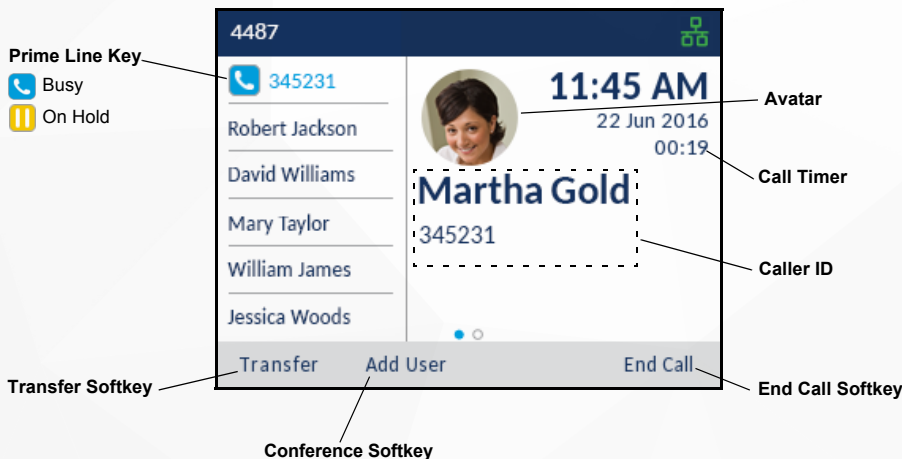 4487
Prime Line Key
Busy
On Hold
345231
Robert Jackson
David Williams
Mary Taylor
William James
Jessica Woods
11:45 AM
22 Jun 2016
00:19
Martha Gold
345231
Avatar
Call Timer
Caller ID
Transfer
Add User
End Call
Transfer Softkey
End Call Softkey
Conference Softkey